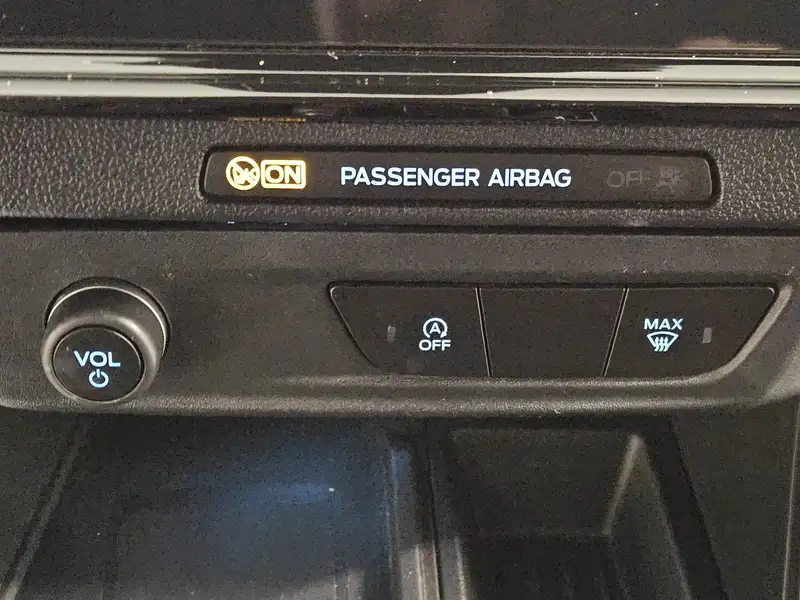 ON PASSENGER AIRBAG OFF
VOL
A
OFF
MAX